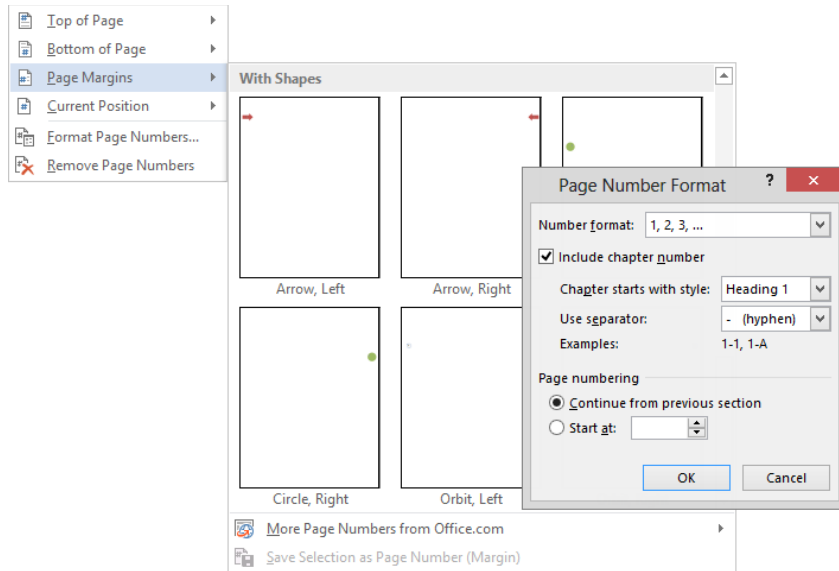 Top of Page
Bottom of Page
Page Margins
Current Position
Format Page Numbers...
Remove Page Numbers
With Shapes
Arrow, Left
Arrow, Right
Circle, Right
Orbit, Left
More Page Numbers from Office.com
Save Selection as Page Number (Margin)
Page Number Format ? ×
Number format: 1, 2, 3, ...
Include chapter number
Chapter starts with style: Heading 1
Use separator: - (hyphen)
Examples: 1-1, 1-A
Page numbering
Continue from previous section
Start at:
OK Cancel